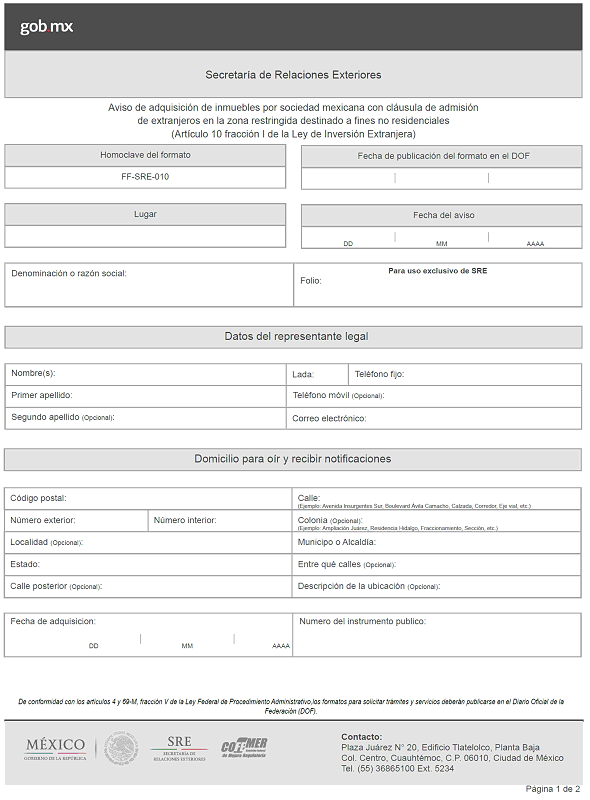 gob.mx
Secretaría de Relaciones Exteriores
Aviso de adquisición de inmuebles por sociedad mexicana con cláusula de admisión
de extranjeros en la zona restringida destinado a fines no residenciales
(Artículo 10 fracción I de la Ley de Inversión Extranjera)
Homoclave del formato
FF-SRE-010
Fecha de publicación del formato en el DOF
Lugar
Fecha del aviso
DD MM AAAA
Denominación o razón social:
Para uso exclusivo de SRE
Folio:
Datos del representante legal
Nombre(s):
Lada: Teléfono fijo:
Primer apellido:
Teléfono móvil (Opcional):
Segundo apellido (Opcional):
Correo electrónico:
Domicilio para oír y recibir notificaciones
Código postal:
Calle:
(Ejemplo: Avenida Insurgentes Sur, Boulevard Ávila Camacho, Calzada, Corredor, Eje vial, etc.)
Número exterior: Número interior:
Colonia (Opcional):
(Ejemplo: Ampliación Juárez, Residencia Hidalgo, Fraccionamiento, Sección, etc.)
Localidad (Opcional):
Municipo o Alcaldía:
Estado:
Entre qué calles (Opcional):
Calle posterior (Opcional):
Descripción de la ubicación (Opcional):
Fecha de adquisicion:
DD MM AAAA
Numero del instrumento publico:
De conformidad con los artículos 4 y 69-M, fracción V de la Ley Federal de Procedimiento Administrativo,los formatos para solicitar trámites y servicios deberán publicarse en el Diario Oficial de la
Federación (DOF).
MÉXICO
GOBIERNO DE LA REPÚBLICA
SRE
SECRETARÍA DE
RELACIONES EXTERIORES
COFEMER
de Mejora Regulatoria
Contacto:
Plaza Juárez N° 20, Edificio Tlatelolco, Planta Baja
Col. Centro, Cuauhtémoc, C.P. 06010, Ciudad de México
Tel. (55) 36865100 Ext. 5234
Página 1 de 2